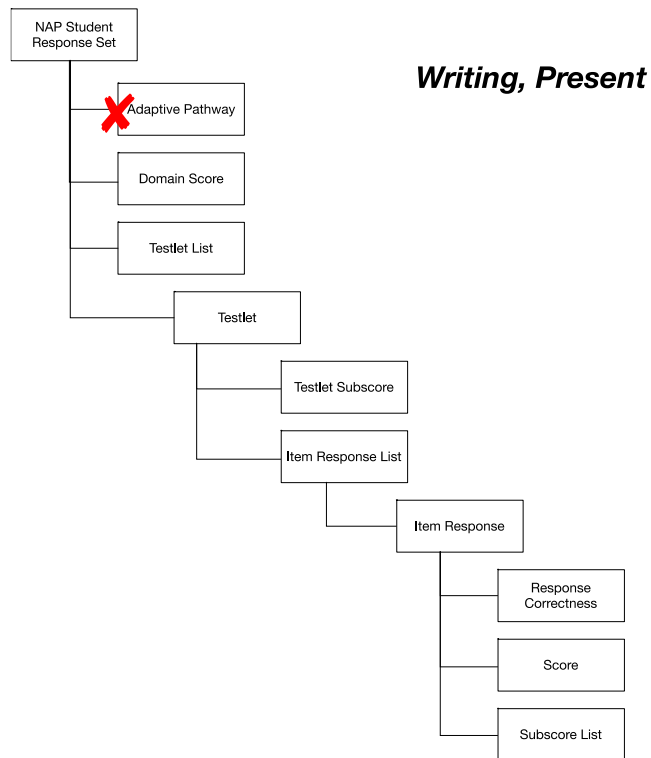 NAP Student
Response Set
Writing, Present
Adaptive Pathway
Domain Score
Testlet List
Testlet
Testlet Subscore
Item Response List
Item Response
Response
Correctness
Score
Subscore List